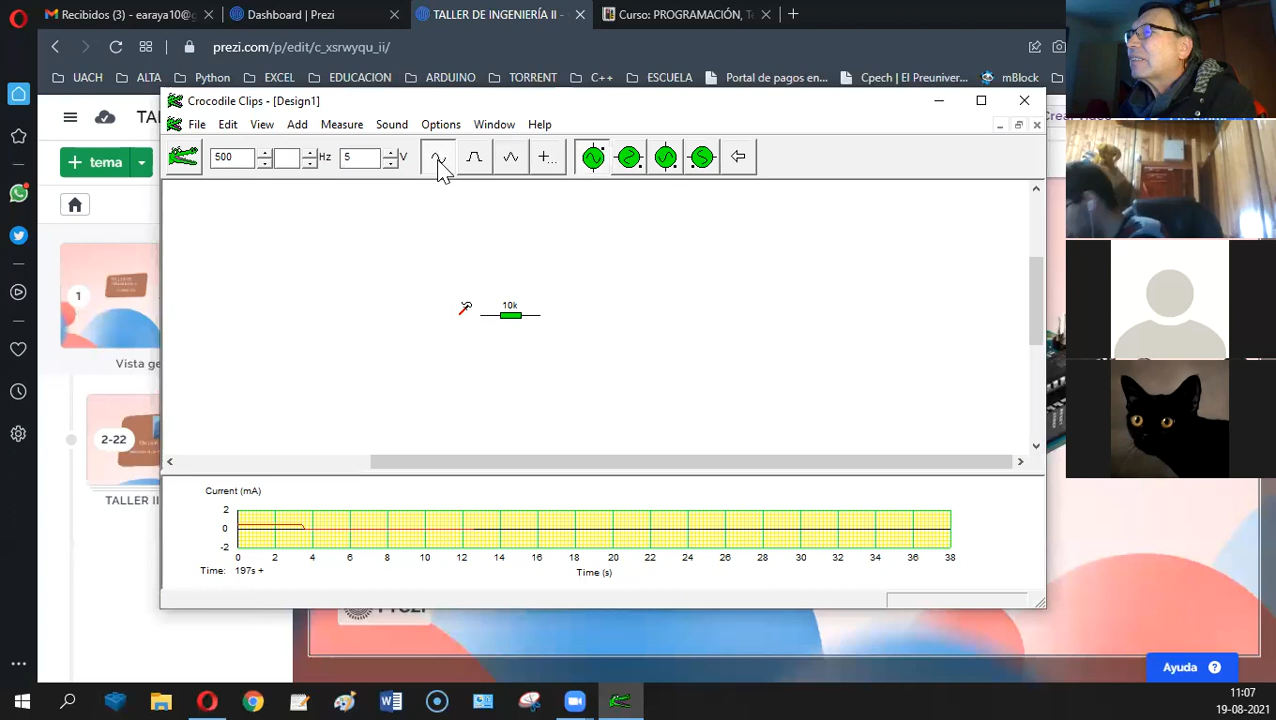 Recibidos (3) - earaya10@g
Dashboard | Prezi
TALLER DE INGENIERÍA II -
Curso: PROGRAMACIÓN, Te
prezi.com/p/edit/c_xsrwyqu_ii/
UACH
ALTA
Python
EXCEL
EDUCACION
ARDUINO
TORRENT
C++
ESCUELA
Portal de pagos en...
Cpech | El Preuniver...
mBlock
TAL
tema
1
Vista ge
2-22
TALLER II
Crocodile Clips - [Design1]
File Edit View Add Measure Sound Options Window Help
500 Hz 5 V
10k
Current (mA)
2
0
-2
0 2 4 6 8 10 12 14 16 18 20 22 24 26 28 30 32 34 36 38
Time: 197s +
Time (s)
Ayuda ?
11:07
19-08-2021